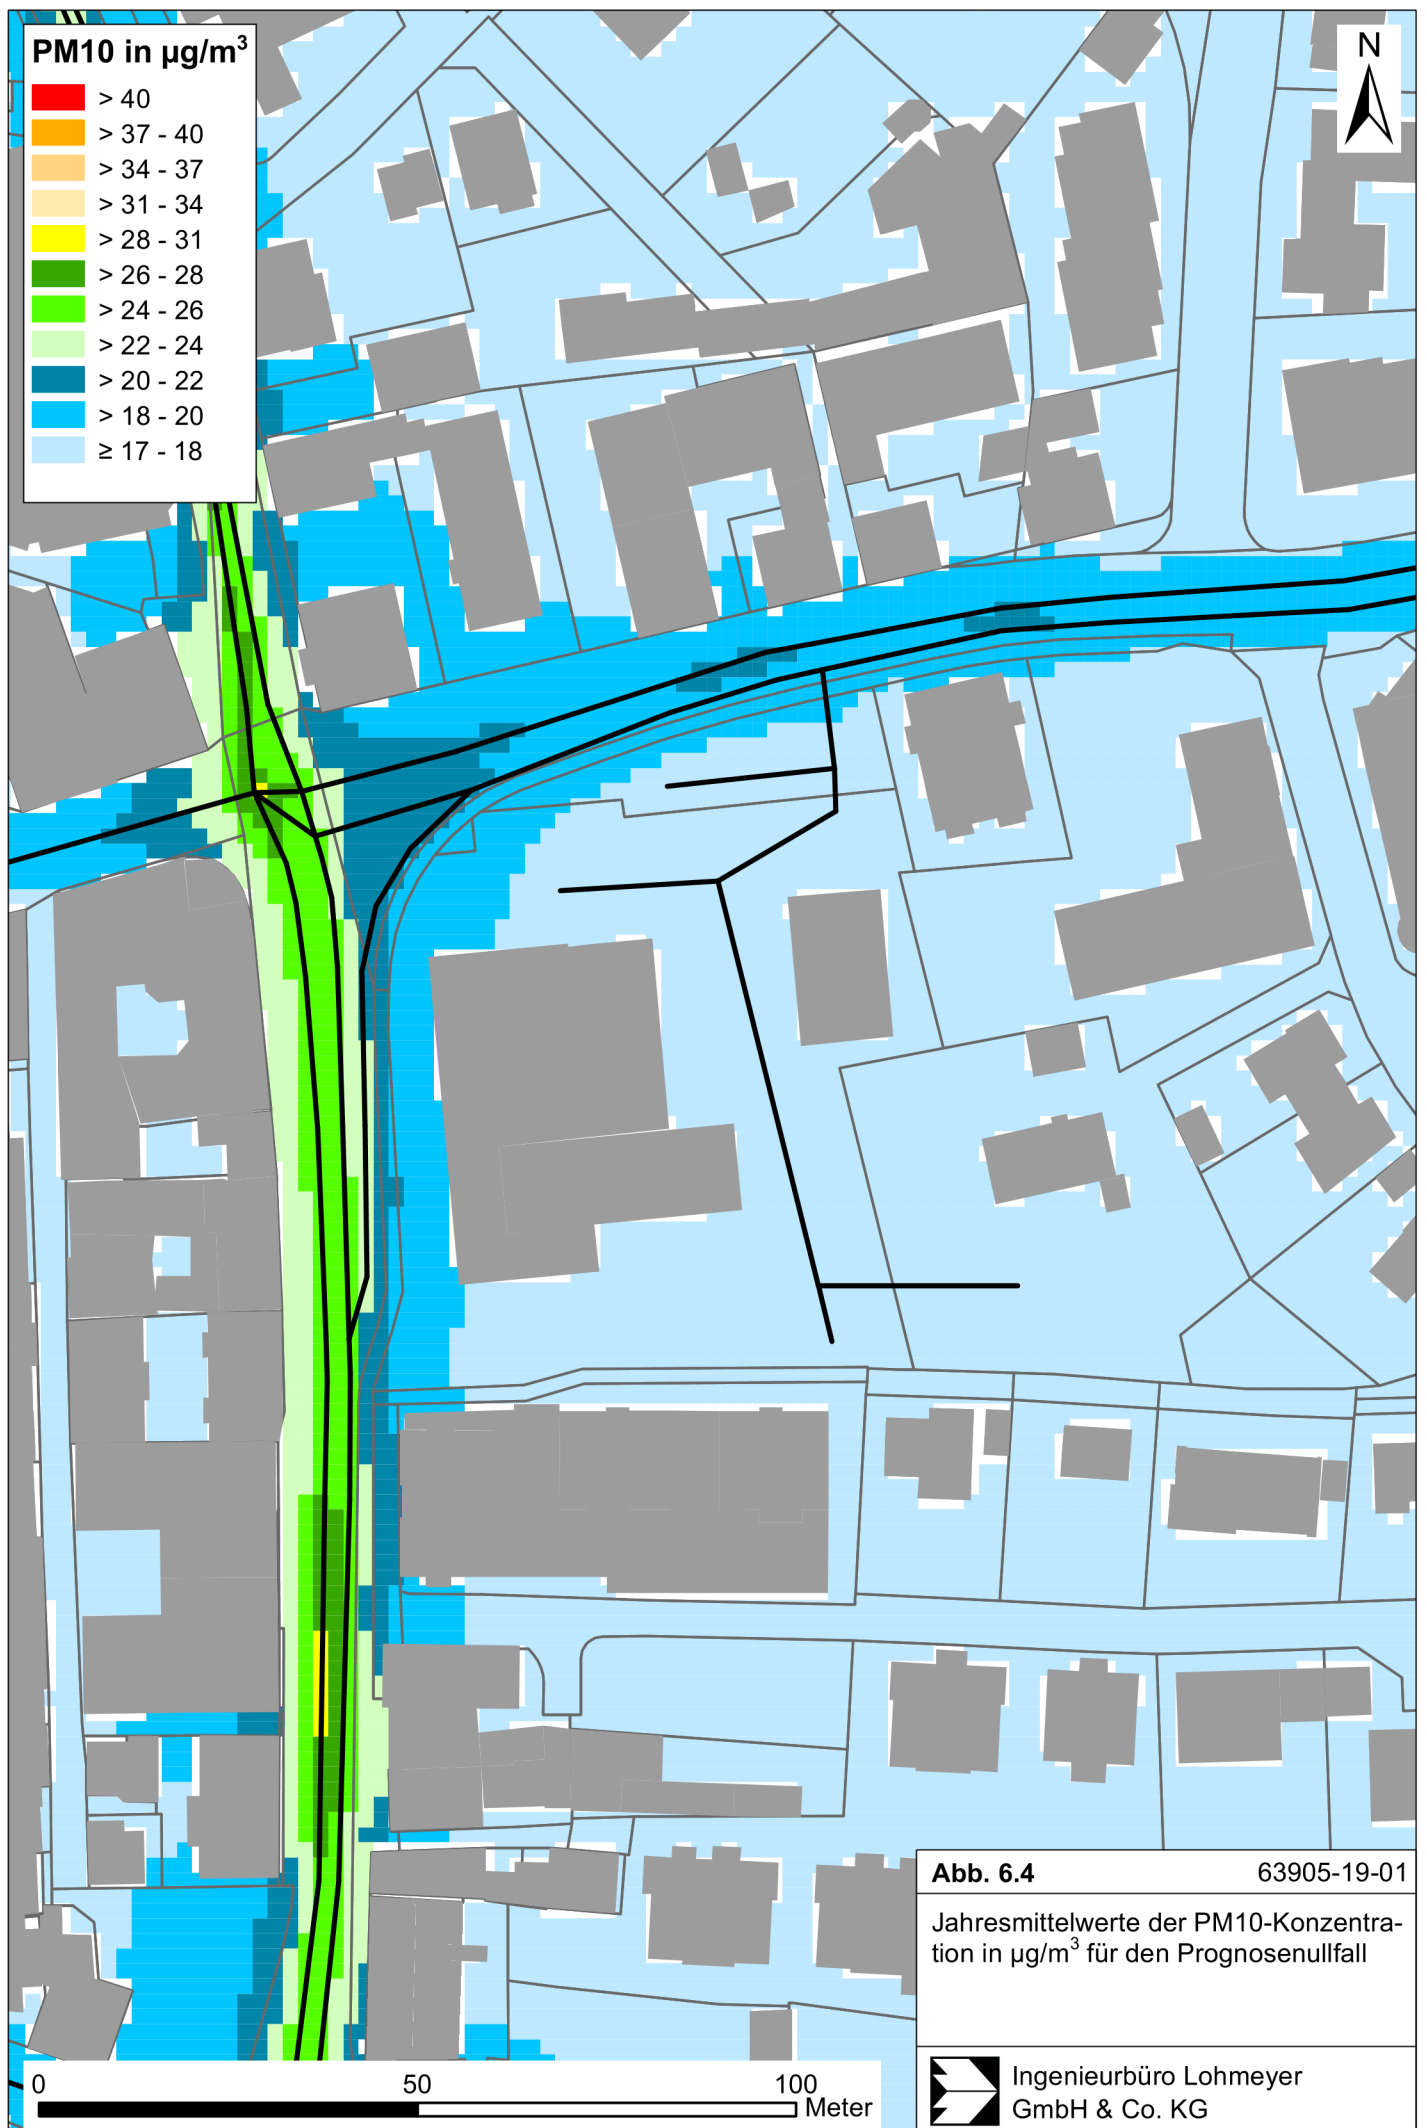 PM10 in µg/m³
> 40
> 37 - 40
> 34 - 37
> 31 - 34
> 28 - 31
> 26 - 28
> 24 - 26
> 22 - 24
> 20 - 22
> 18 - 20
≥ 17 - 18
N
Abb. 6.4 63905-19-01
Jahresmittelwerte der PM10-Konzentra-
tion in µg/m³ für den Prognosenullfall
Ingenieurbüro Lohmeyer
GmbH & Co. KG
0 50 100
Meter